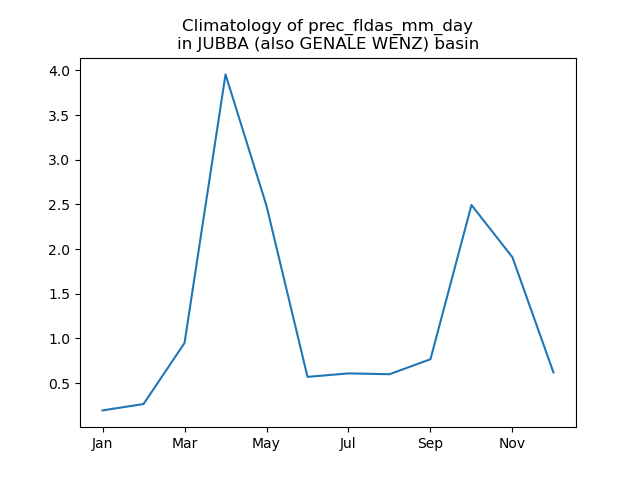 Climatology of prec_fldas_mm_day
in JUBBA (also GENALE WENZ) basin
4.0
3.5
3.0
2.5
2.0
1.5
1.0
0.5
Jan Mar May Jul Sep Nov